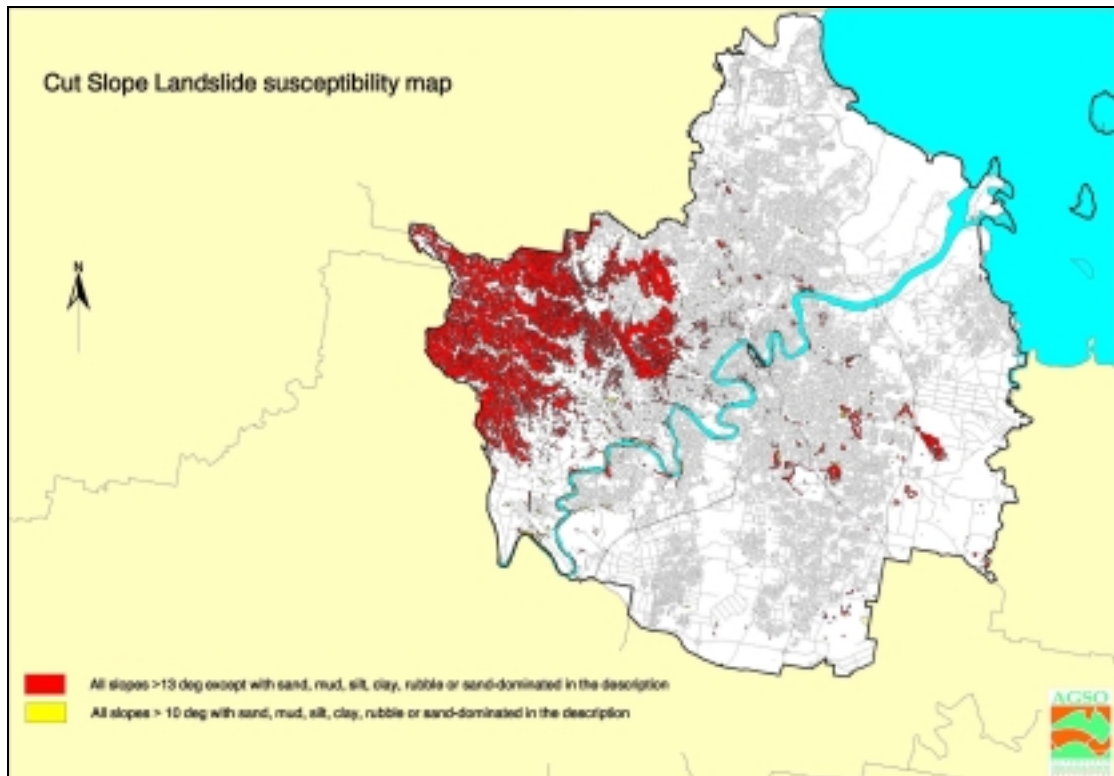 Cut Slope Landslide susceptibility map
N
All slopes >13 deg except with sand, mud, silt, clay, rubble or sand-dominated in the description
All slopes > 10 deg with sand, mud, silt, clay, rubble or sand-dominated in the description
AGSO